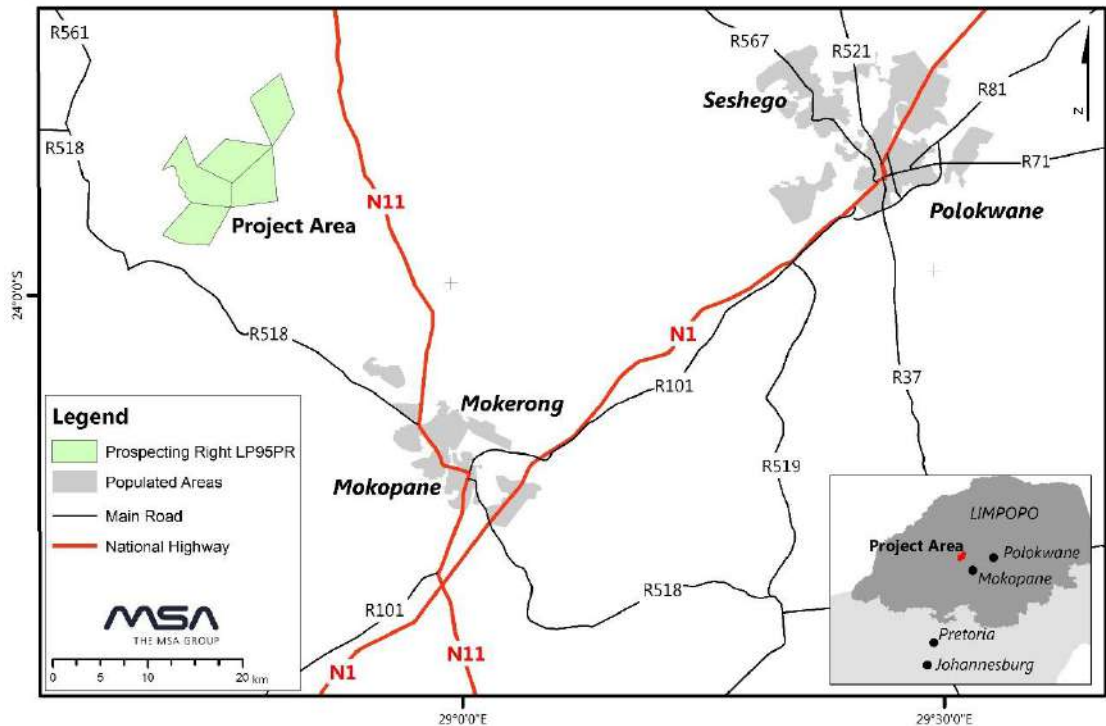 R561
R567
R521
Seshego
R81
Z
R518
R518
R71
N11
Polokwane
Project Area
24°0'0"S
R518
N1
R37
R101
Mokerong
R519
Mokopane
R518
R101
N11
N1
Legend
Prospecting Right LP95PR
Populated Areas
Main Road
National Highway
MSA
THE MSA GROUP
0 5 10 20 km
LIMPOPO
Project Area
Polokwane
Mokopane
Pretoria
Johannesburg
29°0'0"E
29°30'0"E